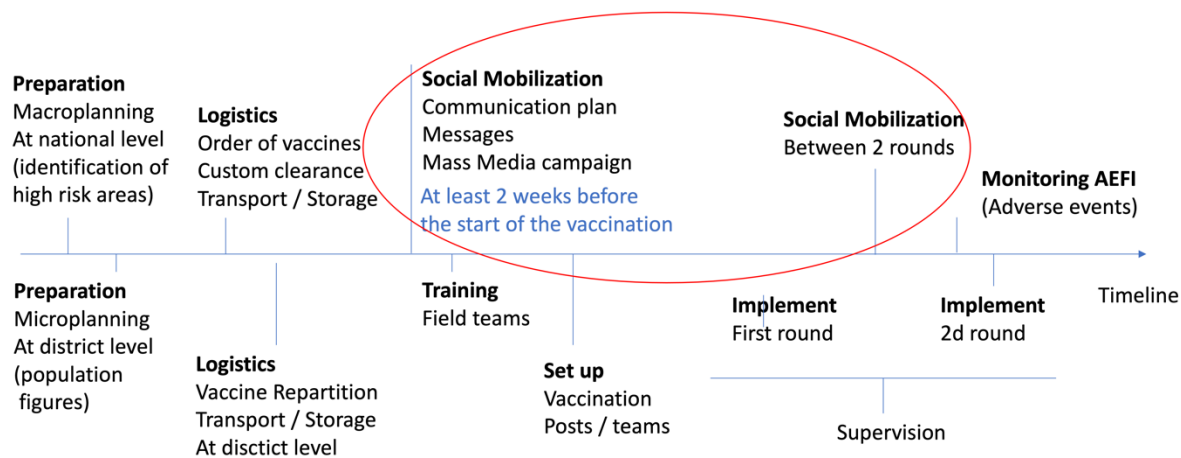 Preparation
Macroplanning
At national level
(identification of
high risk areas)
Logistics
Order of vaccines
Custom clearance
Transport / Storage
Social Mobilization
Communication plan
Messages
Mass Media campaign
At least 2 weeks before
the start of the vaccination
Social Mobilization
Between 2 rounds
Monitoring AEFI
(Adverse events)
Preparation
Microplanning
At district level
(population
figures)
Logistics
Vaccine Repartition
Transport / Storage
At disctict level
Training
Field teams
Set up
Vaccination
Posts / teams
Implement
First round
Implement
2d round
Timeline
Supervision